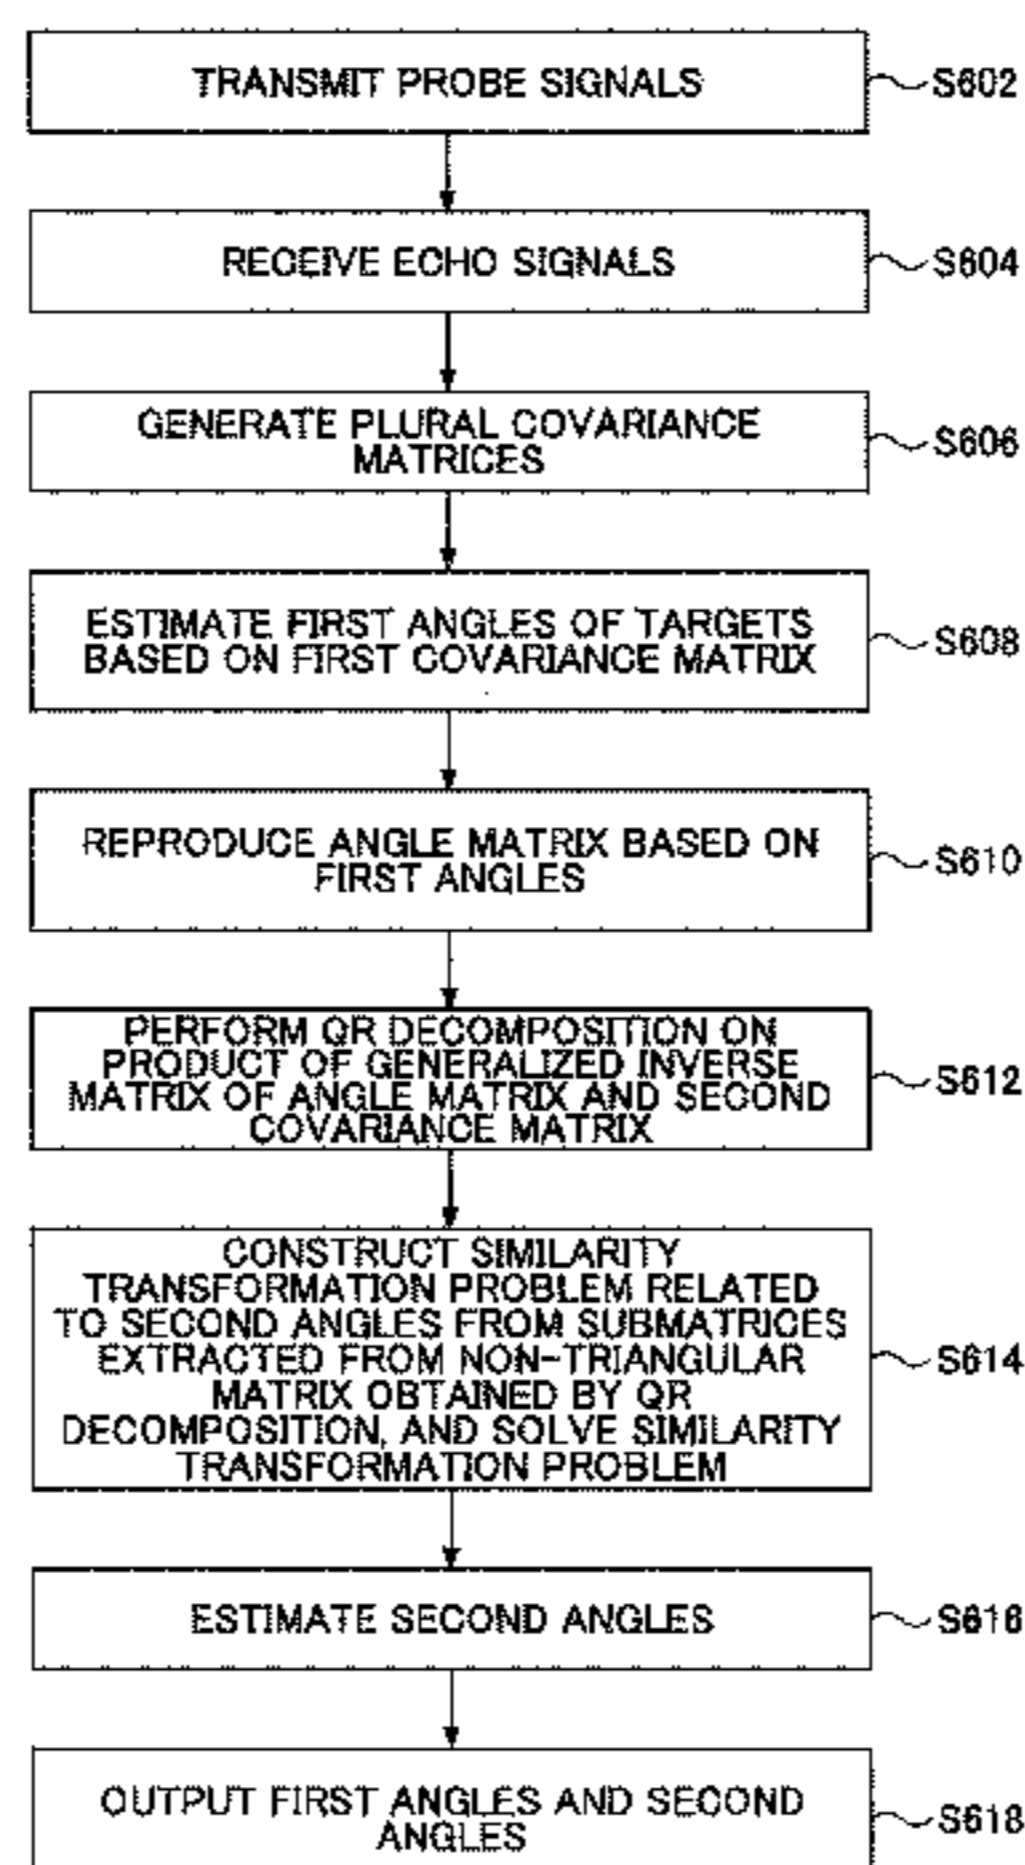 TRANSMIT PROBE SIGNALS
S602
RECEIVE ECHO SIGNALS
S604
GENERATE PLURAL COVARIANCE
MATRICES
S606
ESTIMATE FIRST ANGLES OF TARGETS
BASED ON FIRST COVARIANCE MATRIX
S608
REPRODUCE ANGLE MATRIX BASED ON
FIRST ANGLES
S610
PERFORM QR DECOMPOSITION ON
PRODUCT OF GENERALIZED INVERSE
MATRIX OF ANGLE MATRIX AND SECOND
COVARIANCE MATRIX
S612
CONSTRUCT SIMILARITY
TRANSFORMATION PROBLEM RELATED
TO SECOND ANGLES FROM SUBMATRICES
EXTRACTED FROM NON-TRIANGULAR
MATRIX OBTAINED BY QR
DECOMPOSITION, AND SOLVE SIMILARITY
TRANSFORMATION PROBLEM
S614
ESTIMATE SECOND ANGLES
S616
OUTPUT FIRST ANGLES AND SECOND
ANGLES
S618